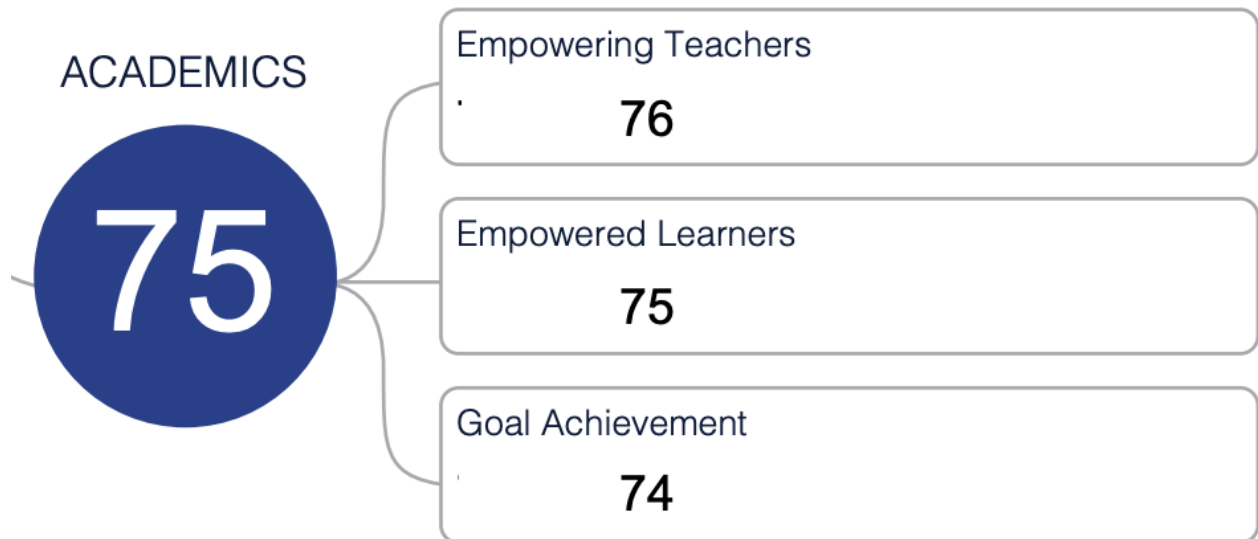 ACADEMICS
75
Empowering Teachers
76
Empowered Learners
75
Goal Achievement
74